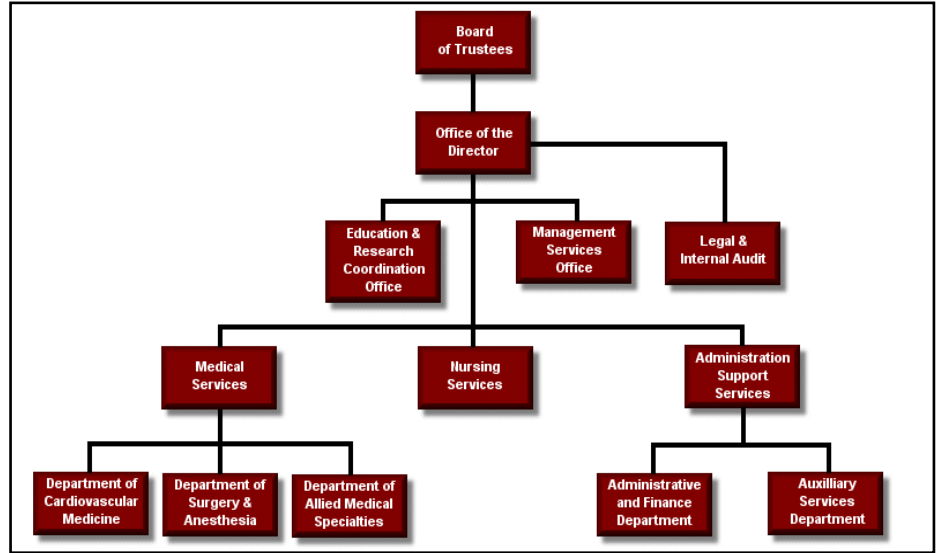 Board
of Trustees
Office of the
Director
Education &
Research
Coordination
Office
Management
Services
Office
Legal &
Internal Audit
Medical
Services
Nursing
Services
Administration
Support
Services
Department of
Cardiovascular
Medicine
Department of
Surgery &
Anesthesia
Department of
Allied Medical
Specialties
Administrative
and Finance
Department
Auxilliary
Services
Department